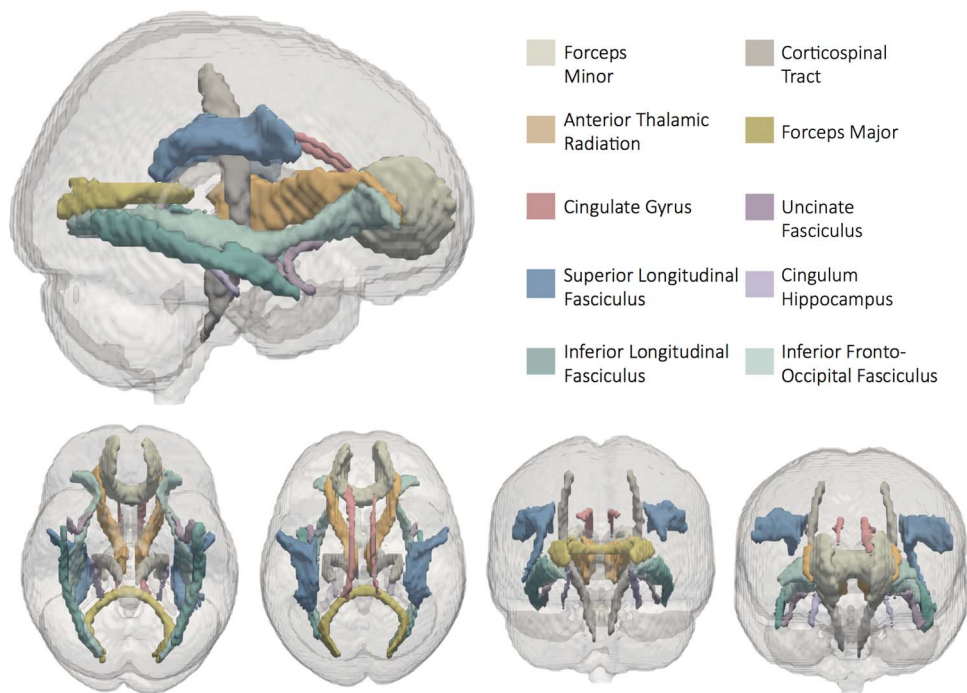 Forceps
Minor
Corticospinal
Tract
Anterior Thalamic
Radiation
Forceps Major
Cingulate Gyrus
Uncinate
Fasciculus
Superior Longitudinal
Fasciculus
Cingulum
Hippocampus
Inferior Longitudinal
Fasciculus
Inferior Fronto-
Occipital Fasciculus